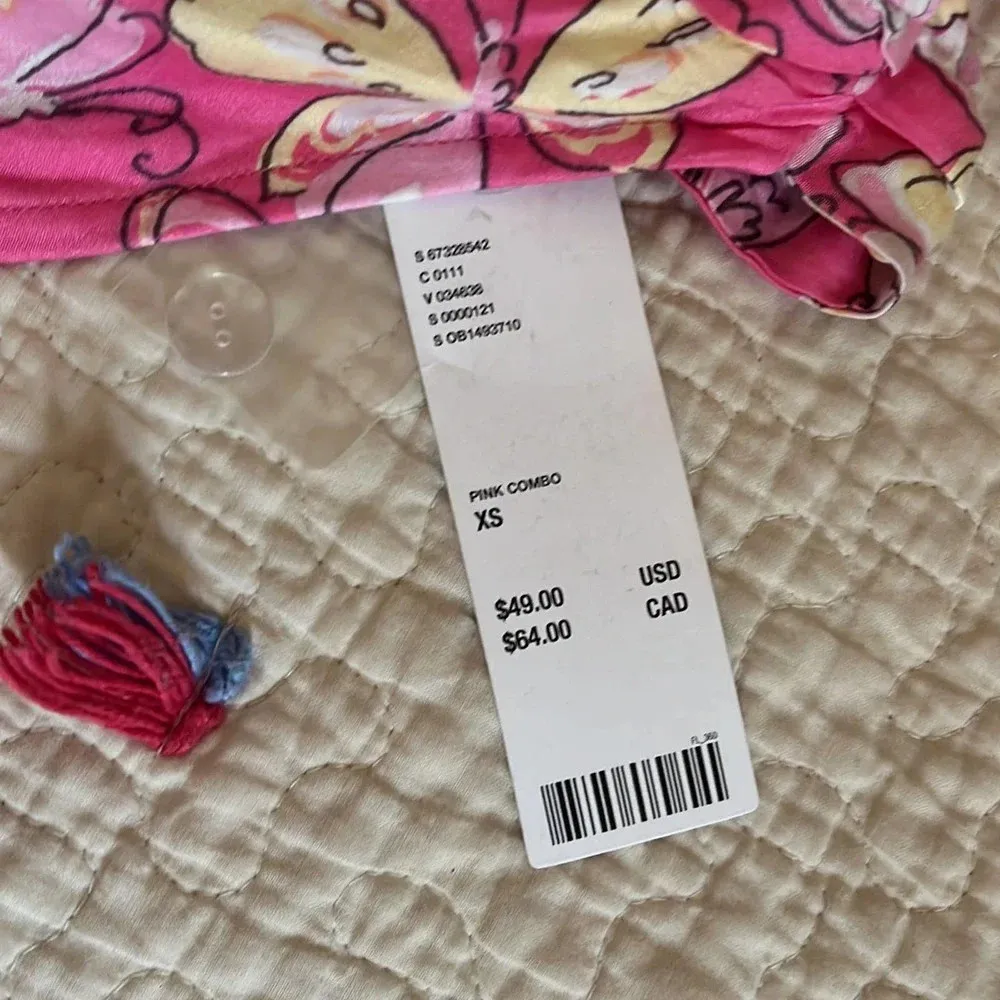 S 67328542
C 0111
V 034638
S 0000121
S OB1493710
PINK COMBO
XS
$49.00 USD
$64.00 CAD
FL_360